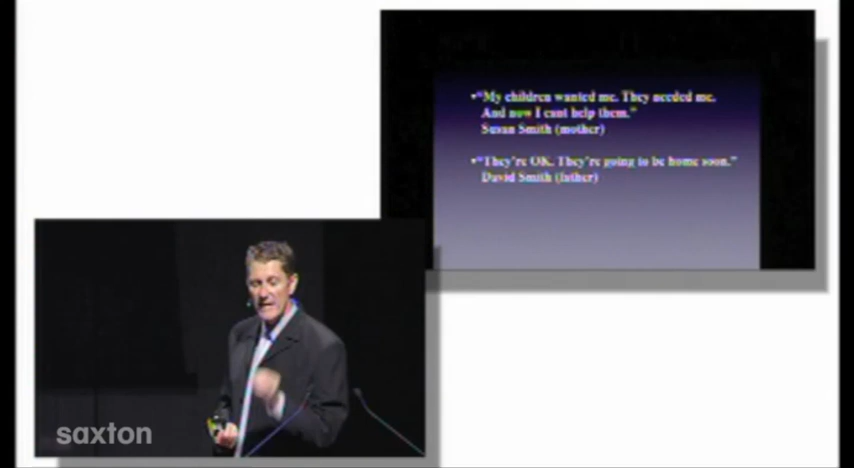 •“My children wanted me. They needed me.
And now I cant help them.”
Susan Smith (mother)
•“They're OK. They're going to be home soon.”
David Smith (father)
saxton